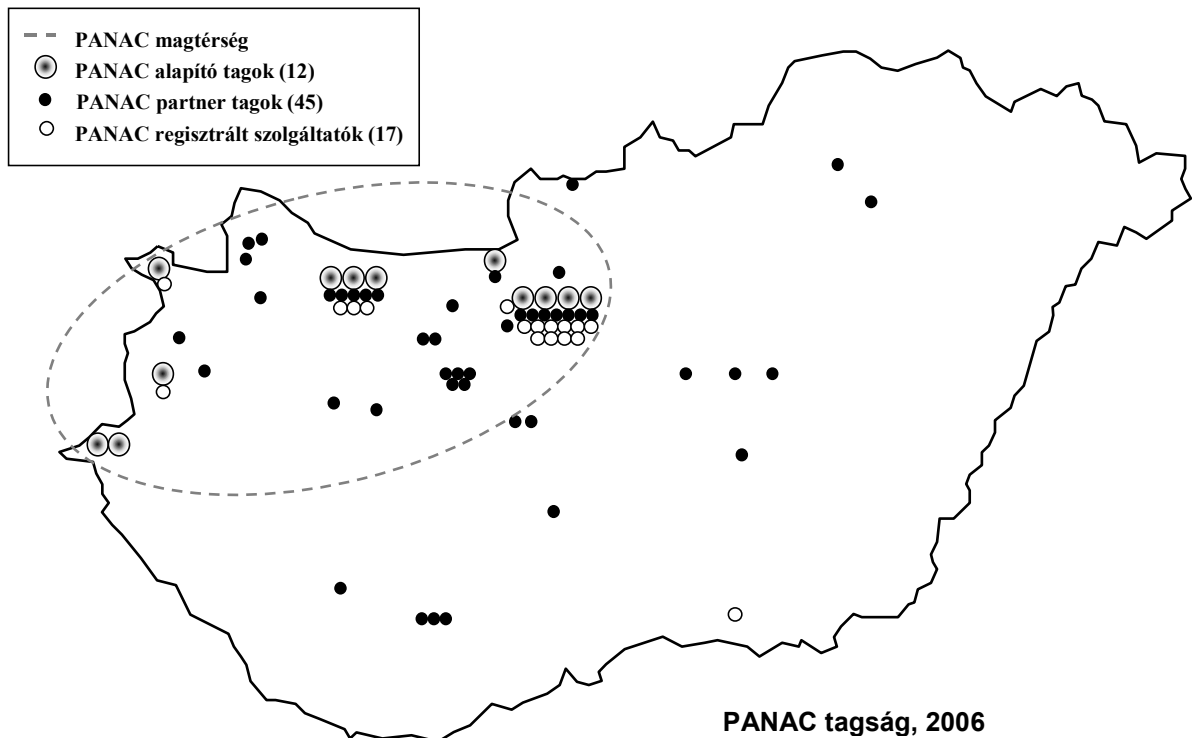 PANAC magtérség
PANAC alapító tagok (12)
PANAC partner tagok (45)
PANAC regisztrált szolgáltatók (17)
PANAC tagság, 2006